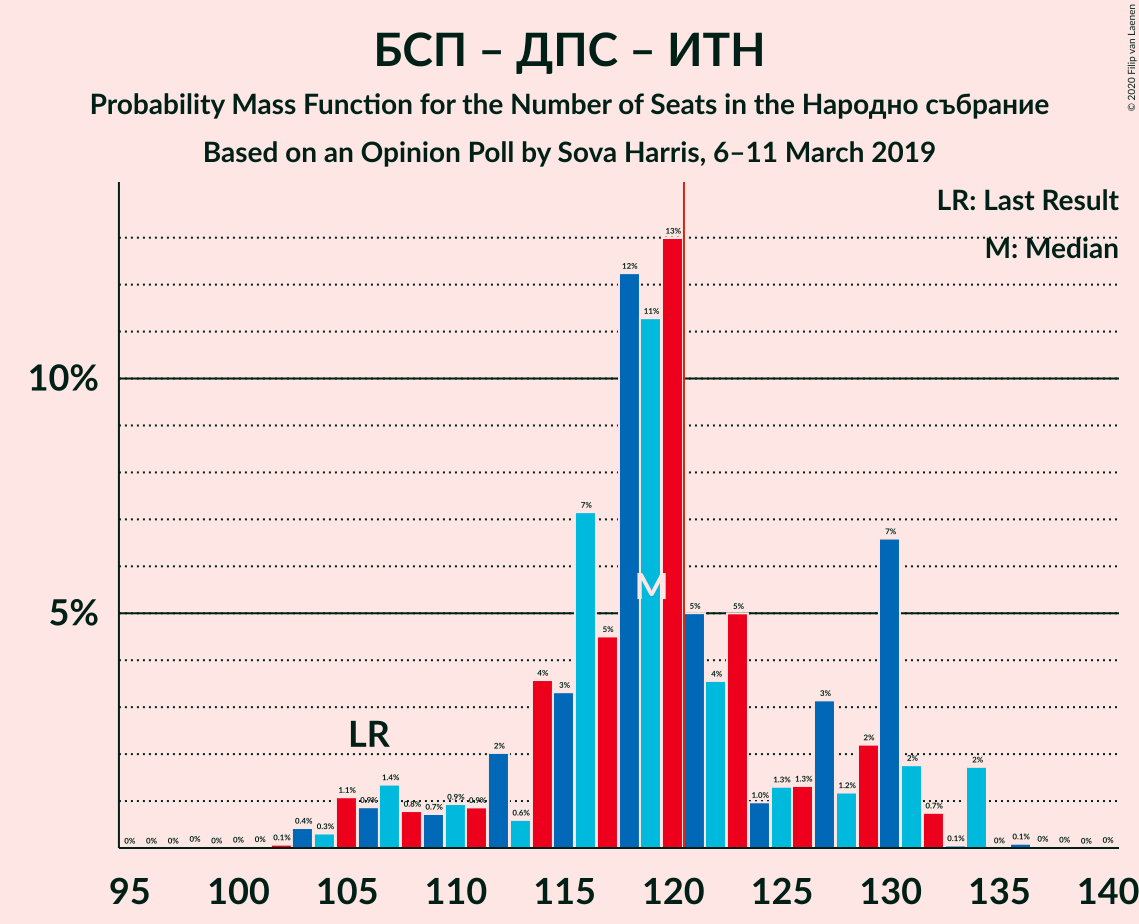 БСП – ДПС – ИТН
Probability Mass Function for the Number of Seats in the Народно събрание
Based on an Opinion Poll by Sova Harris, 6–11 March 2019
© 2020 Filip van Laenen
LR: Last Result
M: Median
10%
5%
LR
M
0% 0% 0% 0% 0% 0% 0% 0.1% 0.4% 0.3% 1.1% 0.9% 1.4% 0.8% 0.7% 0.9% 0.9% 2% 0.6% 4% 3% 7% 5% 12% 11% 13% 5% 4% 5% 1.0% 1.3% 1.3% 3% 1.2% 2% 7% 2% 0.7% 0.1% 2% 0% 0.1% 0% 0% 0% 0%
95 100 105 110 115 120 125 130 135 140